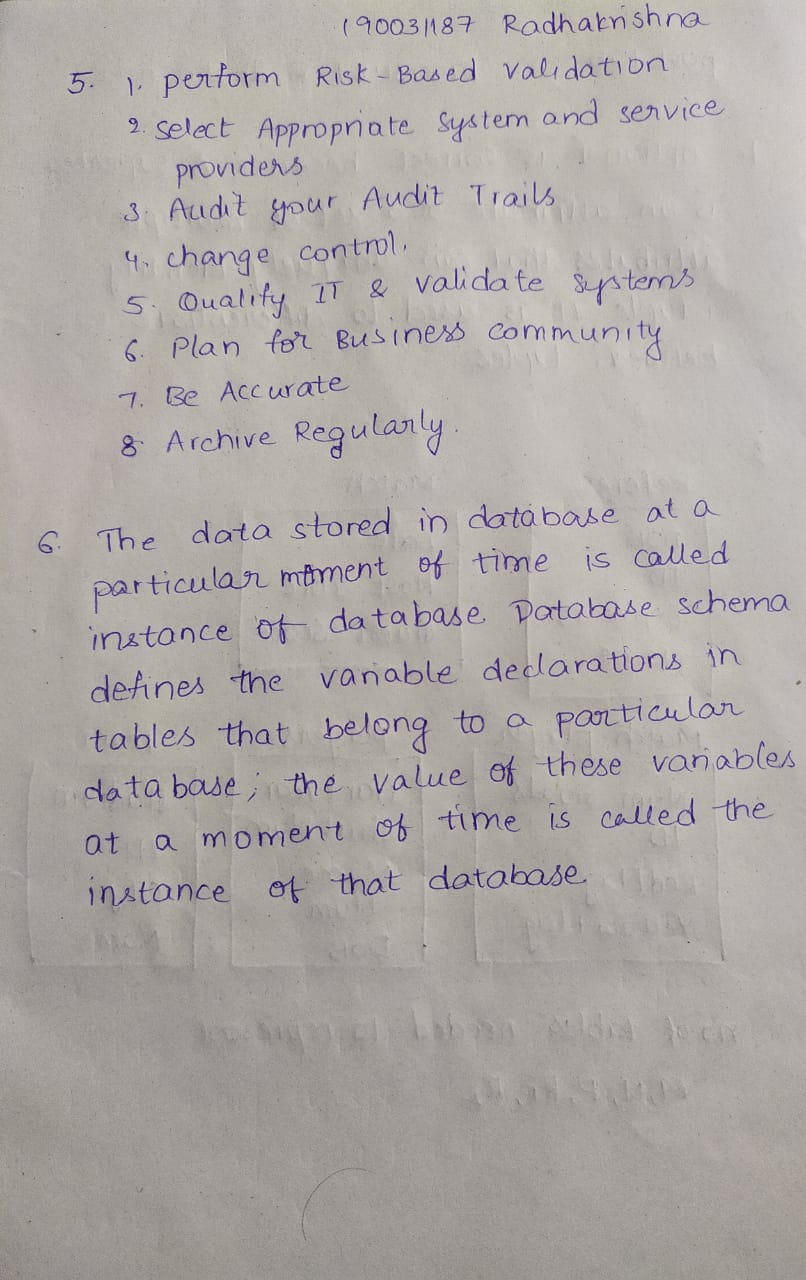 190031187 Radhakrishna
5. 1. perform Risk-Based validation
2. select Appropriate System and service
providers
3. Audit your Audit Trails
4. change control.
5. Qualify IT & validate systems
6. Plan for Business community
7. Be Accurate
8 Archive Regularly.
6. The data stored in database at a
particular moment of time is called
instance of database. Database schema
defines the variable declarations in
tables that belong to a particular
database; the value of these variables
at a moment of time is called the
instance of that database.